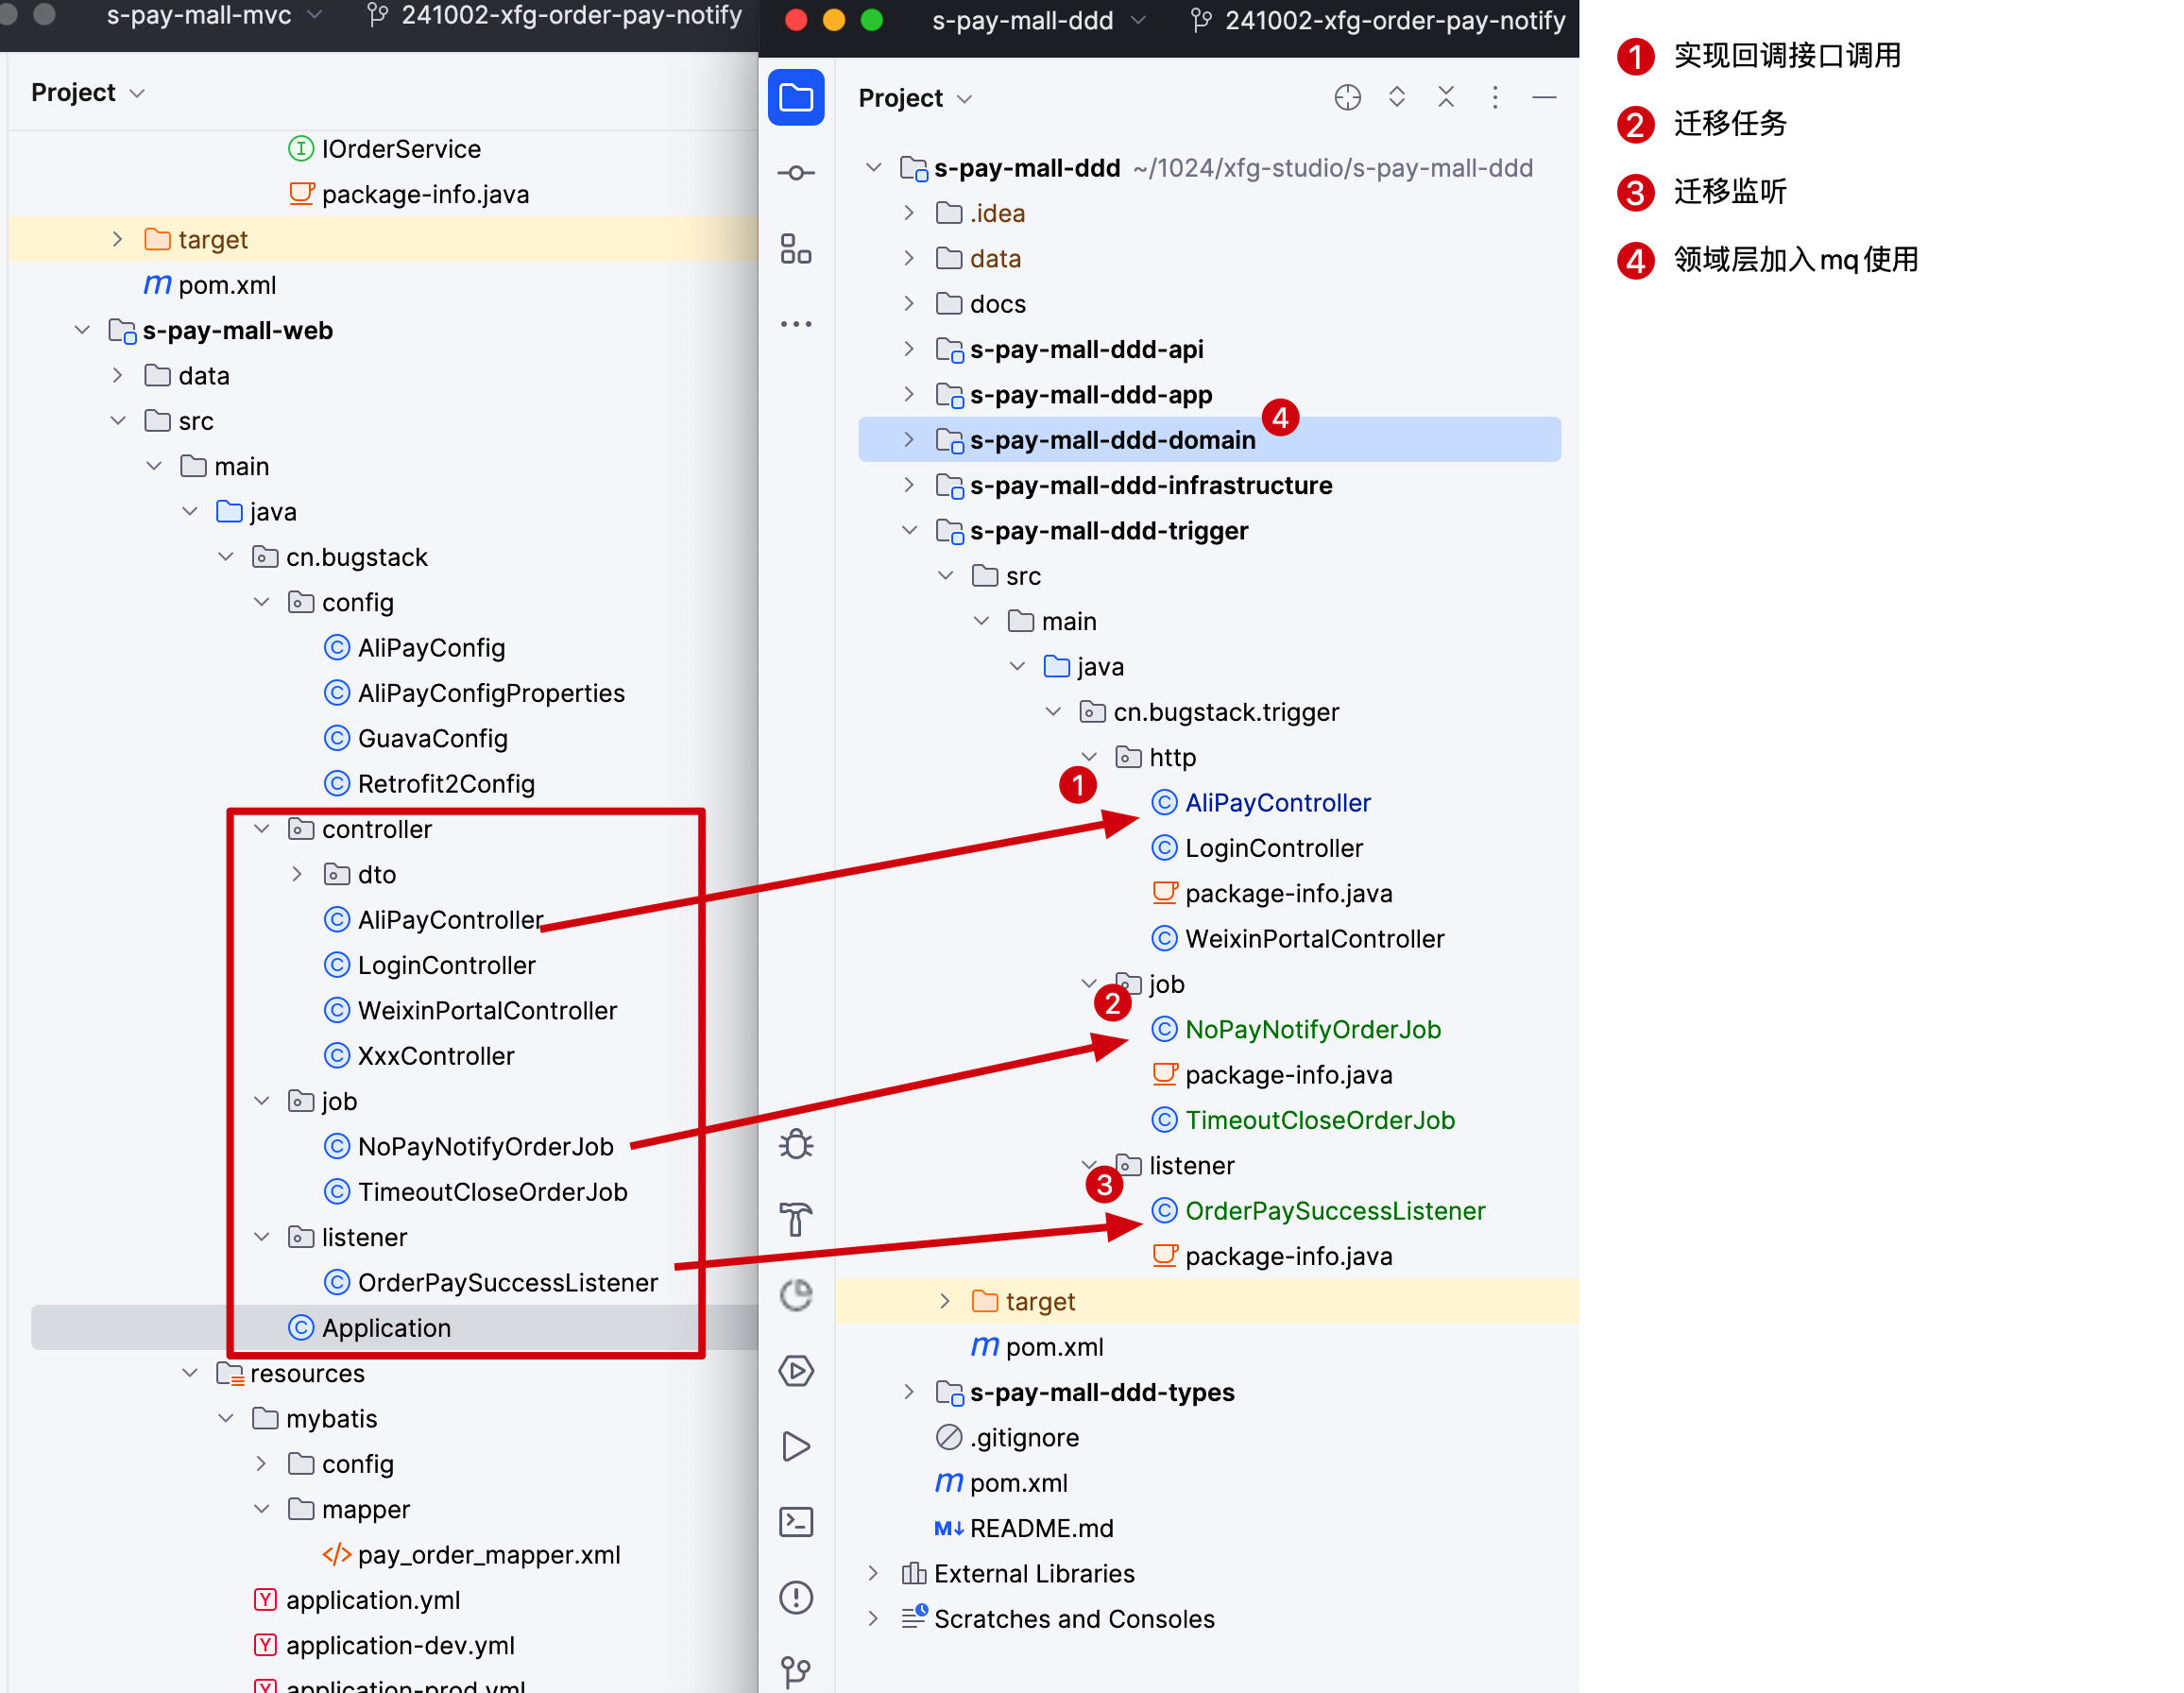 s-pay-mall-mvc
241002-xfg-order-pay-notify
Project
IOrderService
package-info.java
target
pom.xml
s-pay-mall-web
data
src
main
java
cn.bugstack
config
AliPayConfig
AliPayConfigProperties
GuavaConfig
Retrofit2Config
controller
dto
AliPayController
LoginController
WeixinPortalController
XxxController
job
NoPayNotifyOrderJob
TimeoutCloseOrderJob
listener
OrderPaySuccessListener
Application
resources
mybatis
config
mapper
pay_order_mapper.xml
application.yml
application-dev.yml
application-prod.yml
s-pay-mall-ddd
241002-xfg-order-pay-notify
Project
s-pay-mall-ddd ~/1024/xfg-studio/s-pay-mall-ddd
.idea
data
docs
s-pay-mall-ddd-api
s-pay-mall-ddd-app
s-pay-mall-ddd-domain 4
s-pay-mall-ddd-infrastructure
s-pay-mall-ddd-trigger
src
main
java
cn.bugstack.trigger
http
1
AliPayController
LoginController
package-info.java
WeixinPortalController
job
2
NoPayNotifyOrderJob
package-info.java
TimeoutCloseOrderJob
listener
3
OrderPaySuccessListener
package-info.java
target
pom.xml
s-pay-mall-ddd-types
.gitignore
pom.xml
README.md
External Libraries
Scratches and Consoles
1 实现回调接口调用
2 迁移任务
3 迁移监听
4 领域层加入mq使用